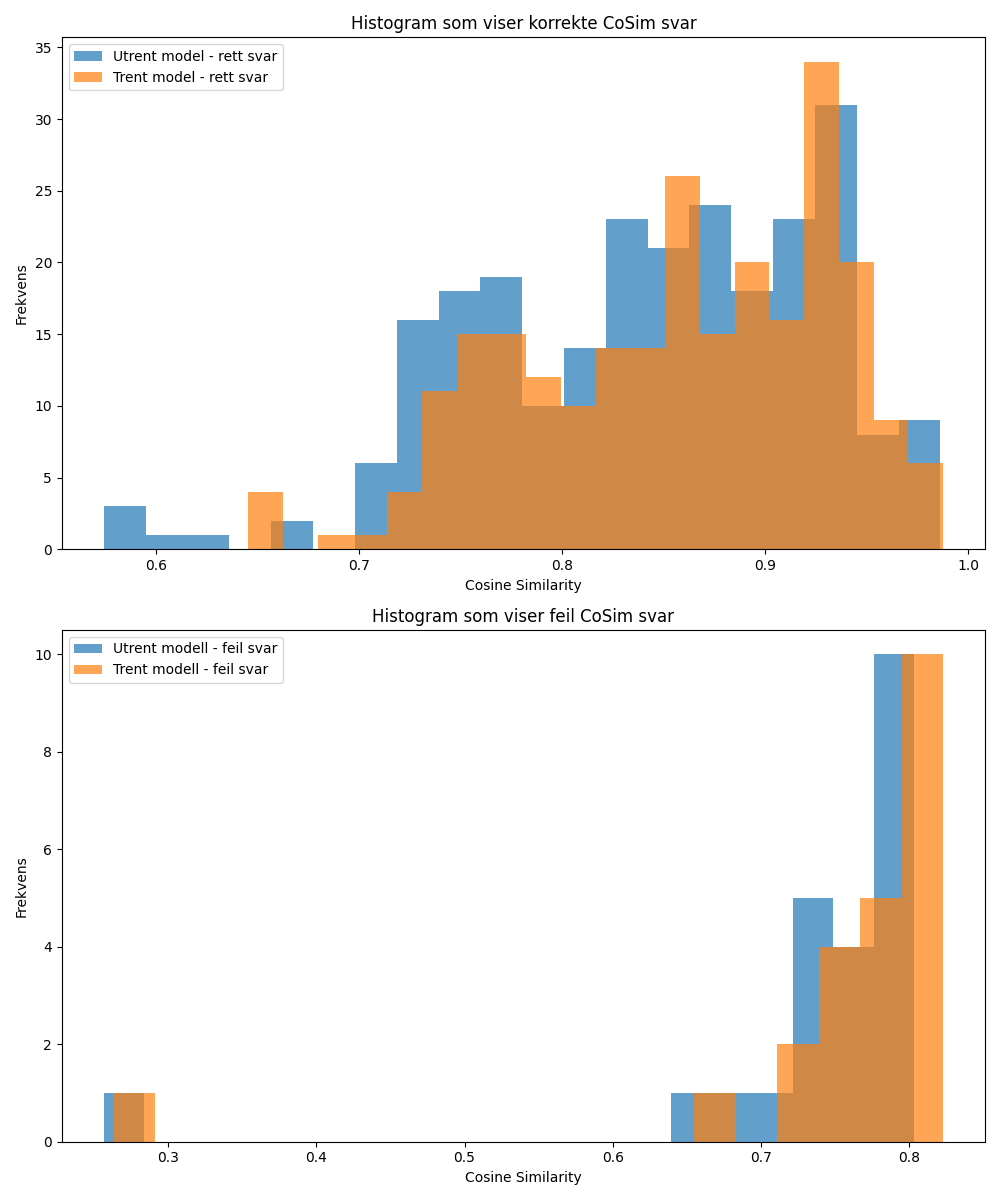 Histogram som viser korrekte CoSim svar
Utrent model - rett svar
Trent model - rett svar
35
30
25
20
15
10
5
0
Frekvens
0.6 0.7 0.8 0.9 1.0
Cosine Similarity
Histogram som viser feil CoSim svar
Utrent modell - feil svar
Trent modell - feil svar
10
8
6
4
2
0
Frekvens
0.3 0.4 0.5 0.6 0.7 0.8
Cosine Similarity